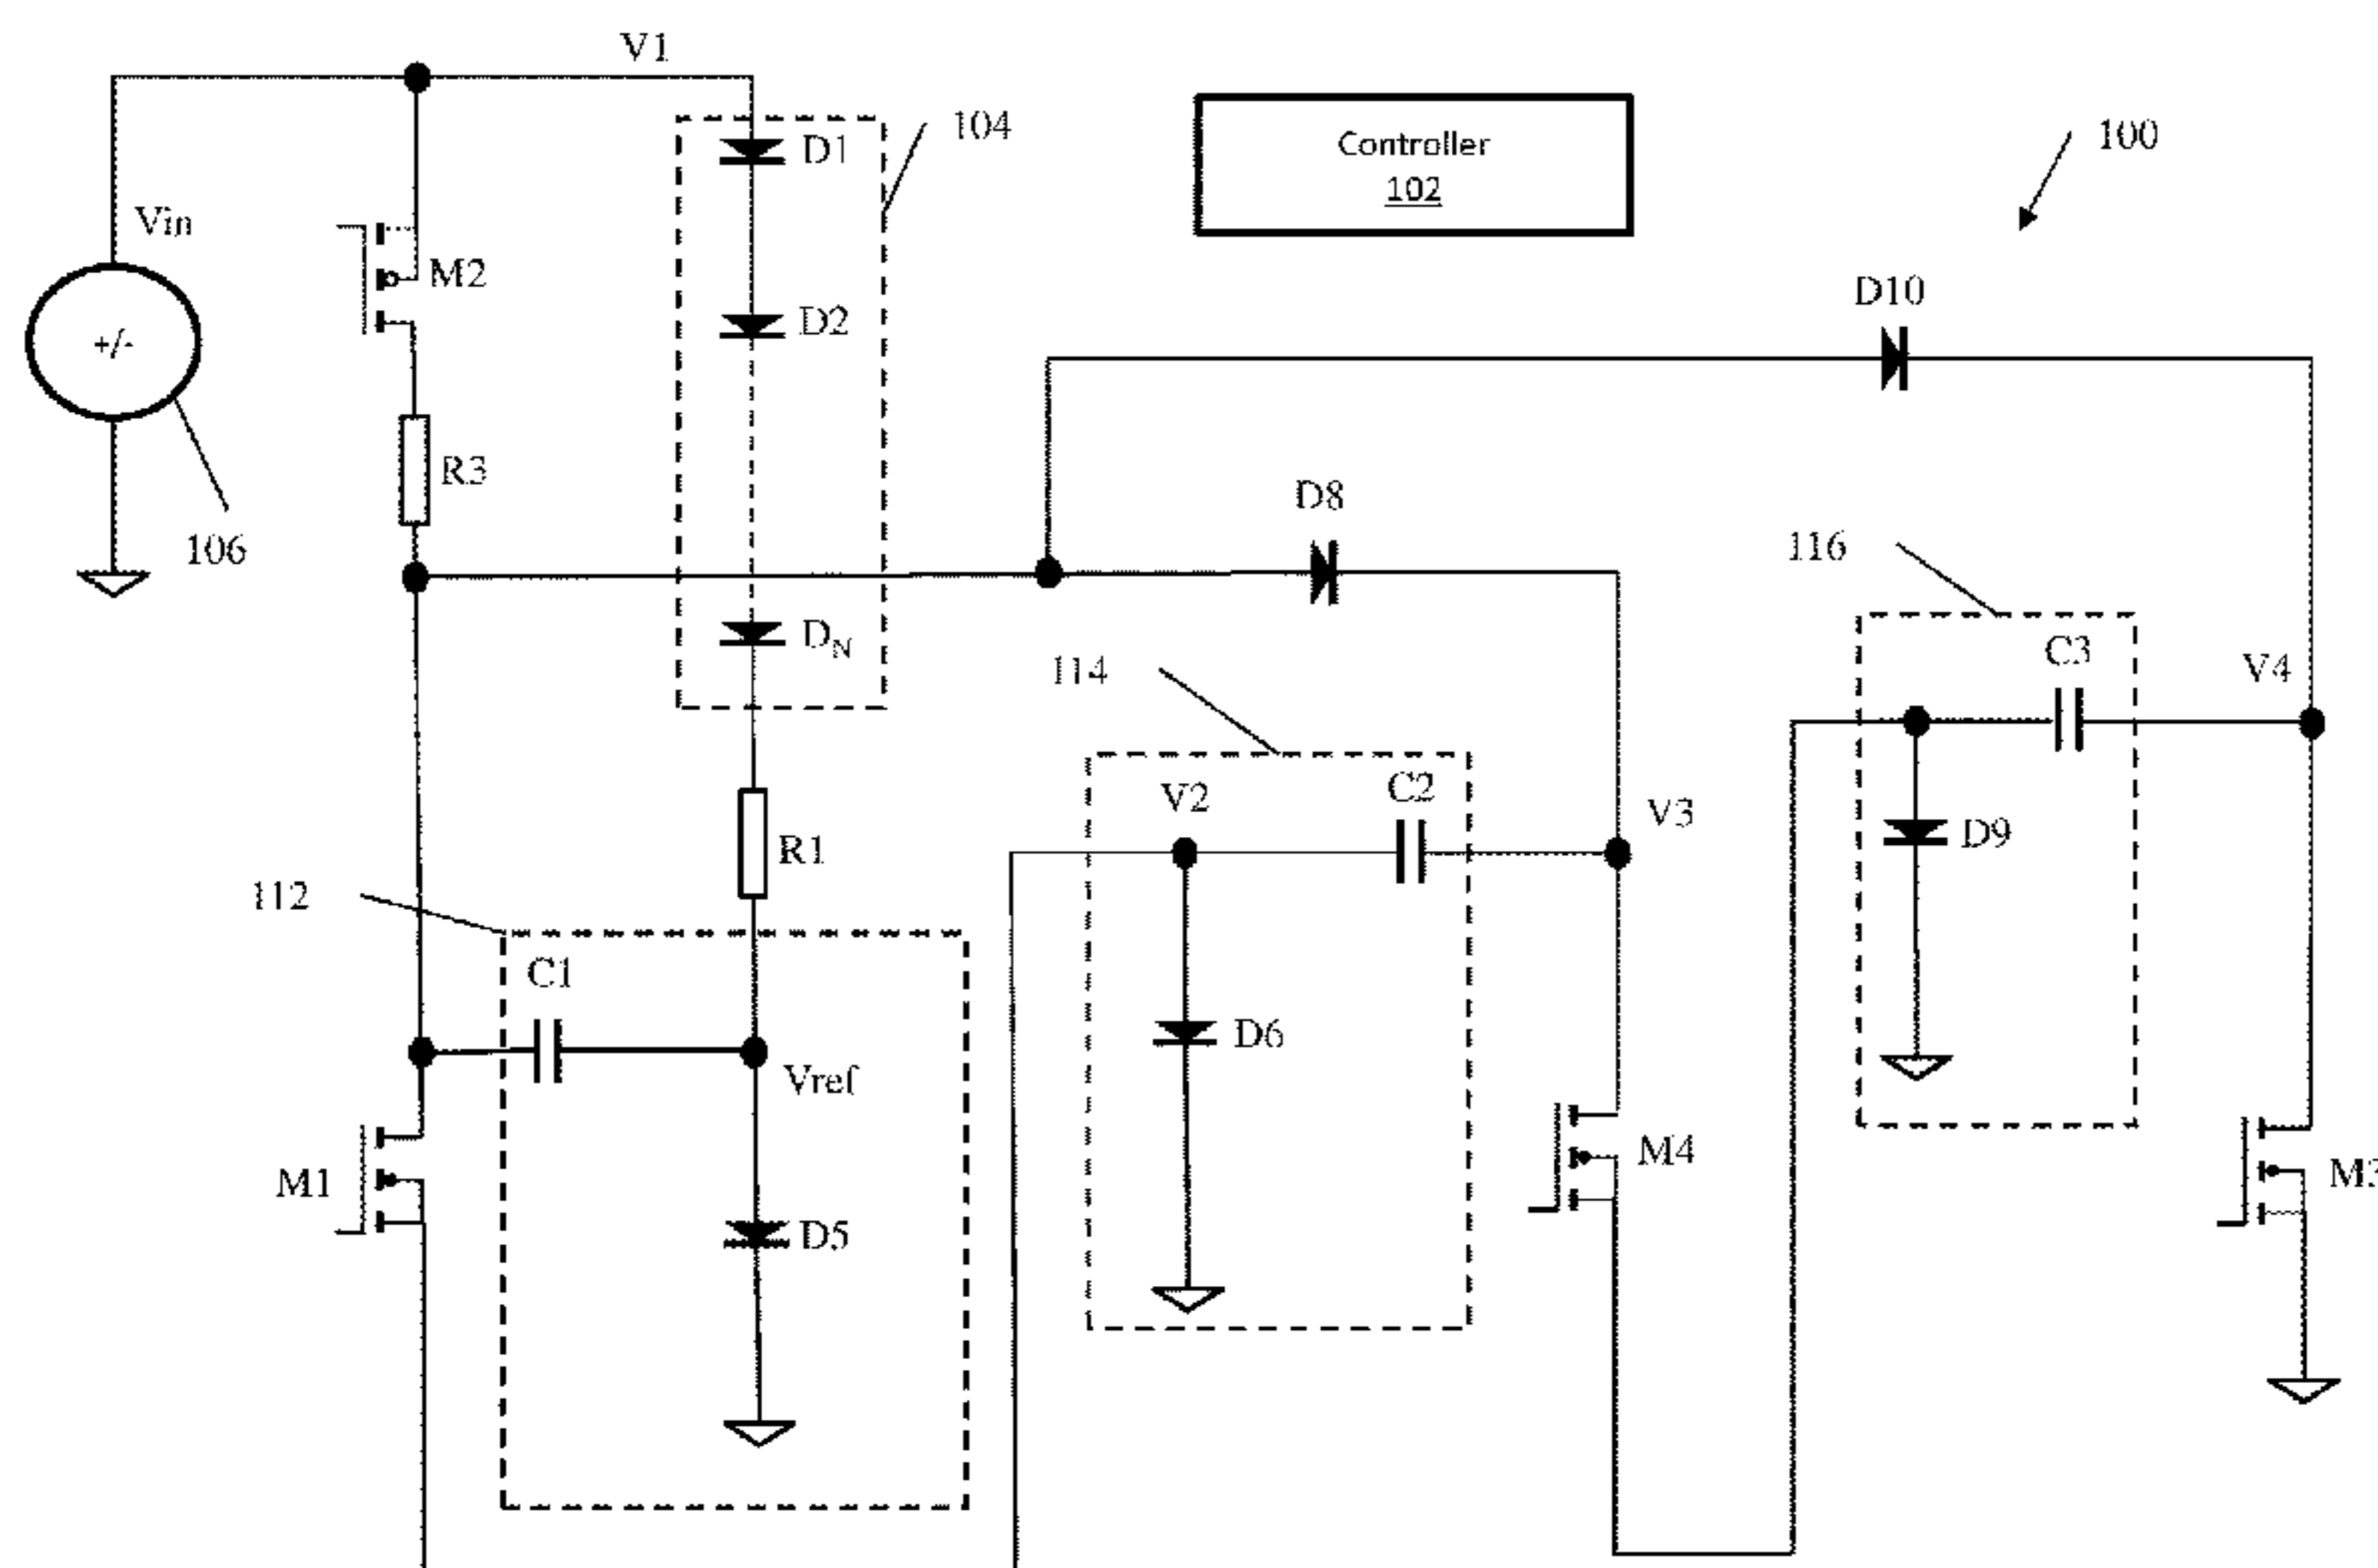 V1
104
Controller
102
100
D1
Vin
M2
D2
+/-
D10
R3
D8
106
116
D_N
C3
114
V4
V2
C2
V3
R1
D9
112
C1
D6
Vref
M4
M1
D5